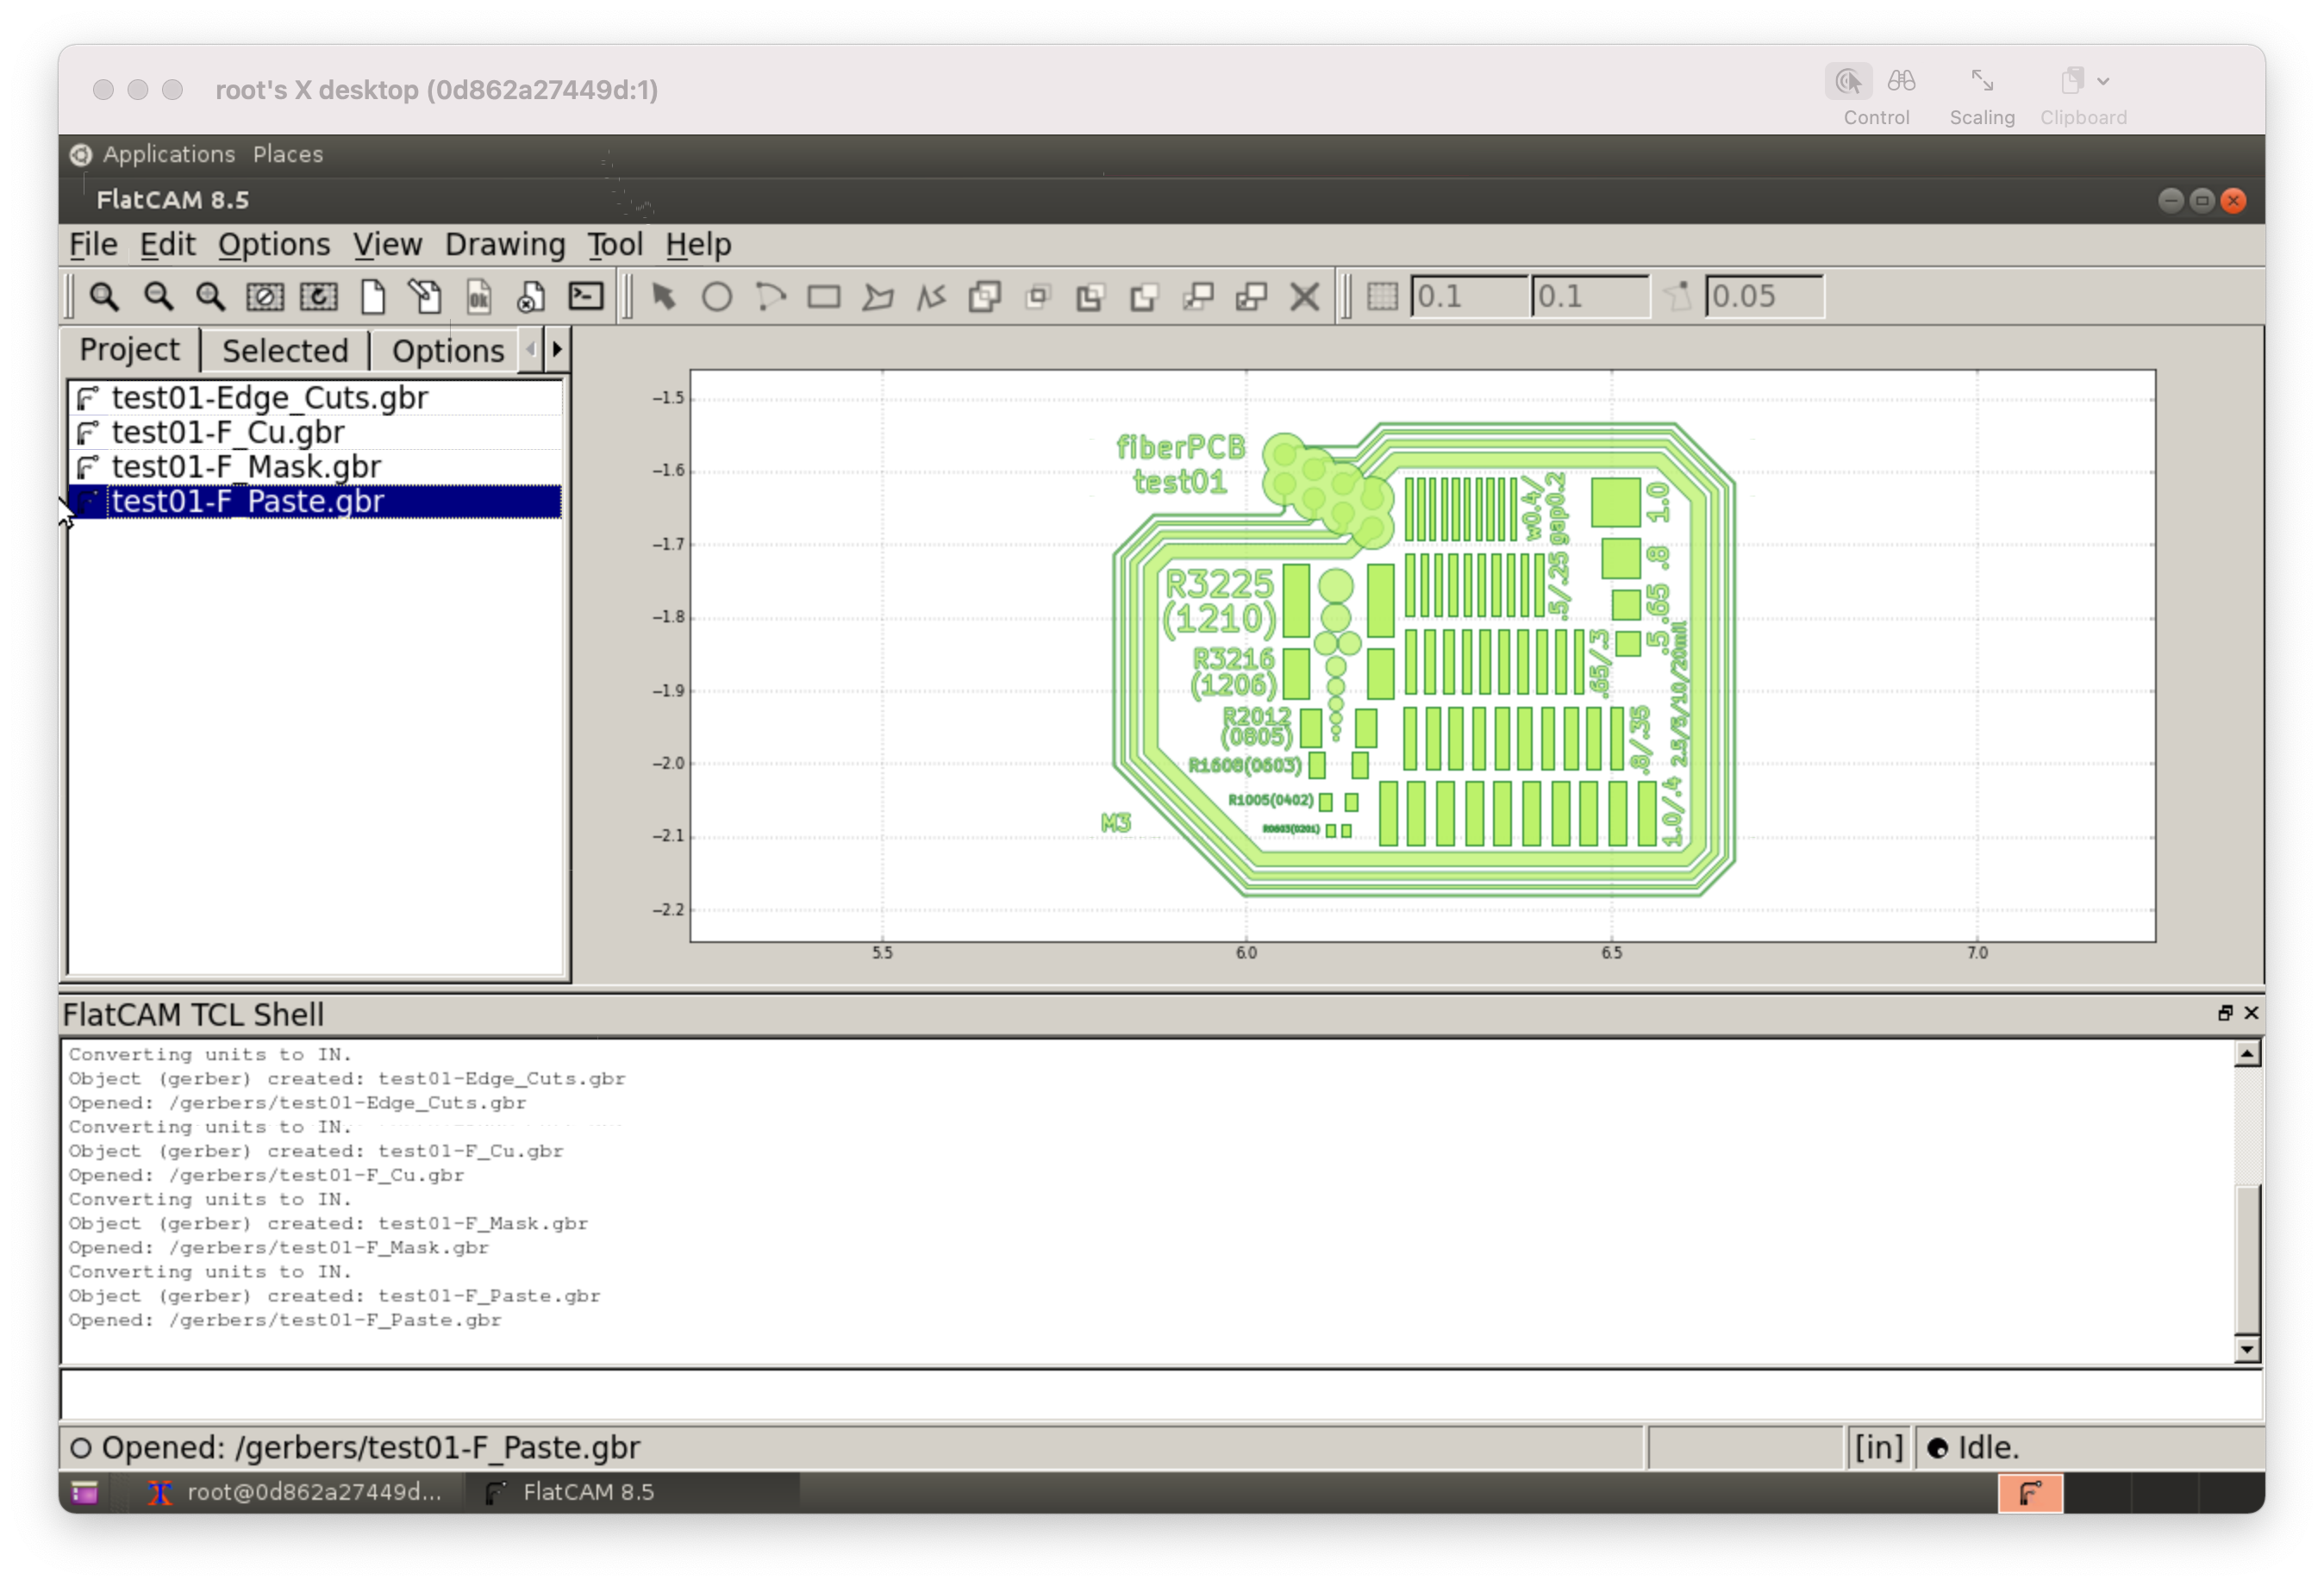 root's X desktop (0d862a27449d:1)
Control
Scaling
Clipboard
Applications Places
FlatCAM 8.5
File Edit Options View Drawing Tool Help
0.1 0.1 0.05
Project Selected Options
test01-Edge_Cuts.gbr
test01-F_Cu.gbr
test01-F_Mask.gbr
test01-F_Paste.gbr
−1.5
−1.6
−1.7
−1.8
−1.9
−2.0
−2.1
−2.2
5.5 6.0 6.5 7.0
fiberPCB
test01
R3225
(1210)
R3216
(1206)
R2012
(0805)
R1608(0603)
R1005(0402)
R0603(0201)
M3
w0.4/
gap0.2
.5/.25
.65/.3
.8/.35
1.0/.4
1.0
.8
.65
.5
2.5/5/10/20mil
FlatCAM TCL Shell
Converting units to IN.
Object (gerber) created: test01-Edge_Cuts.gbr
Opened: /gerbers/test01-Edge_Cuts.gbr
Converting units to IN.
Object (gerber) created: test01-F_Cu.gbr
Opened: /gerbers/test01-F_Cu.gbr
Converting units to IN.
Object (gerber) created: test01-F_Mask.gbr
Opened: /gerbers/test01-F_Mask.gbr
Converting units to IN.
Object (gerber) created: test01-F_Paste.gbr
Opened: /gerbers/test01-F_Paste.gbr
Opened: /gerbers/test01-F_Paste.gbr
[in]
Idle.
root@0d862a27449d...
FlatCAM 8.5